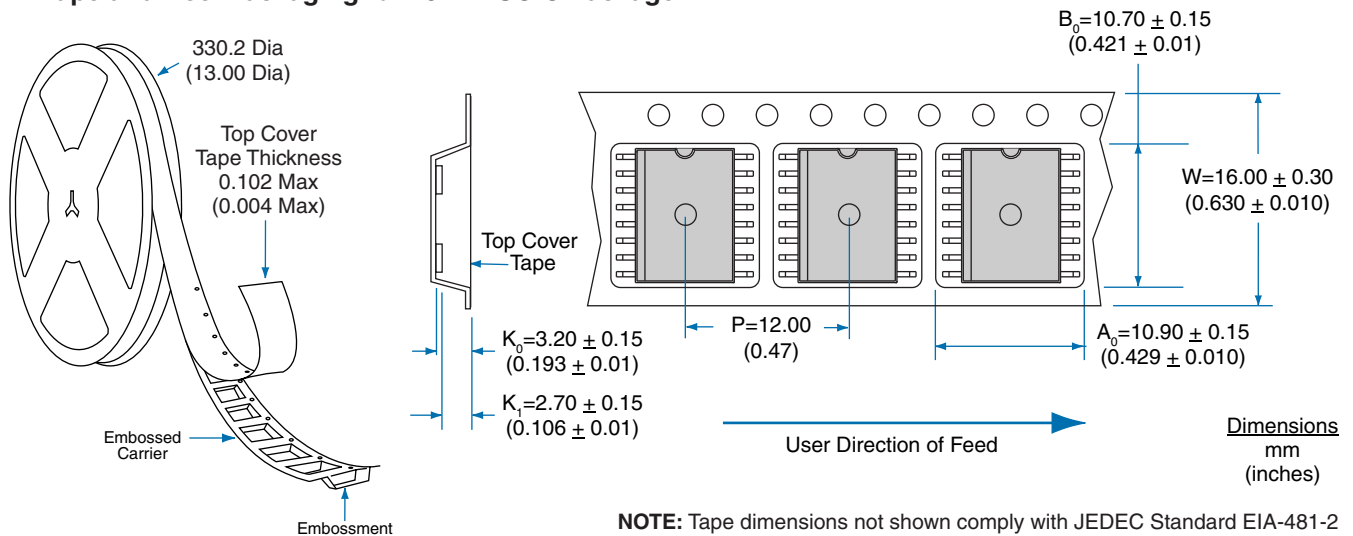 330.2 Dia
(13.00 Dia)
Top Cover
Tape Thickness
0.102 Max
(0.004 Max)
Embossed
Carrier
Embossment
Top Cover
Tape
K₀=3.20 ± 0.15
(0.193 ± 0.01)
K₁=2.70 ± 0.15
(0.106 ± 0.01)
B₀=10.70 ± 0.15
(0.421 ± 0.01)
W=16.00 ± 0.30
(0.630 ± 0.010)
P=12.00
(0.47)
A₀=10.90 ± 0.15
(0.429 ± 0.010)
User Direction of Feed
Dimensions
mm
(inches)
NOTE: Tape dimensions not shown comply with JEDEC Standard EIA-481-2